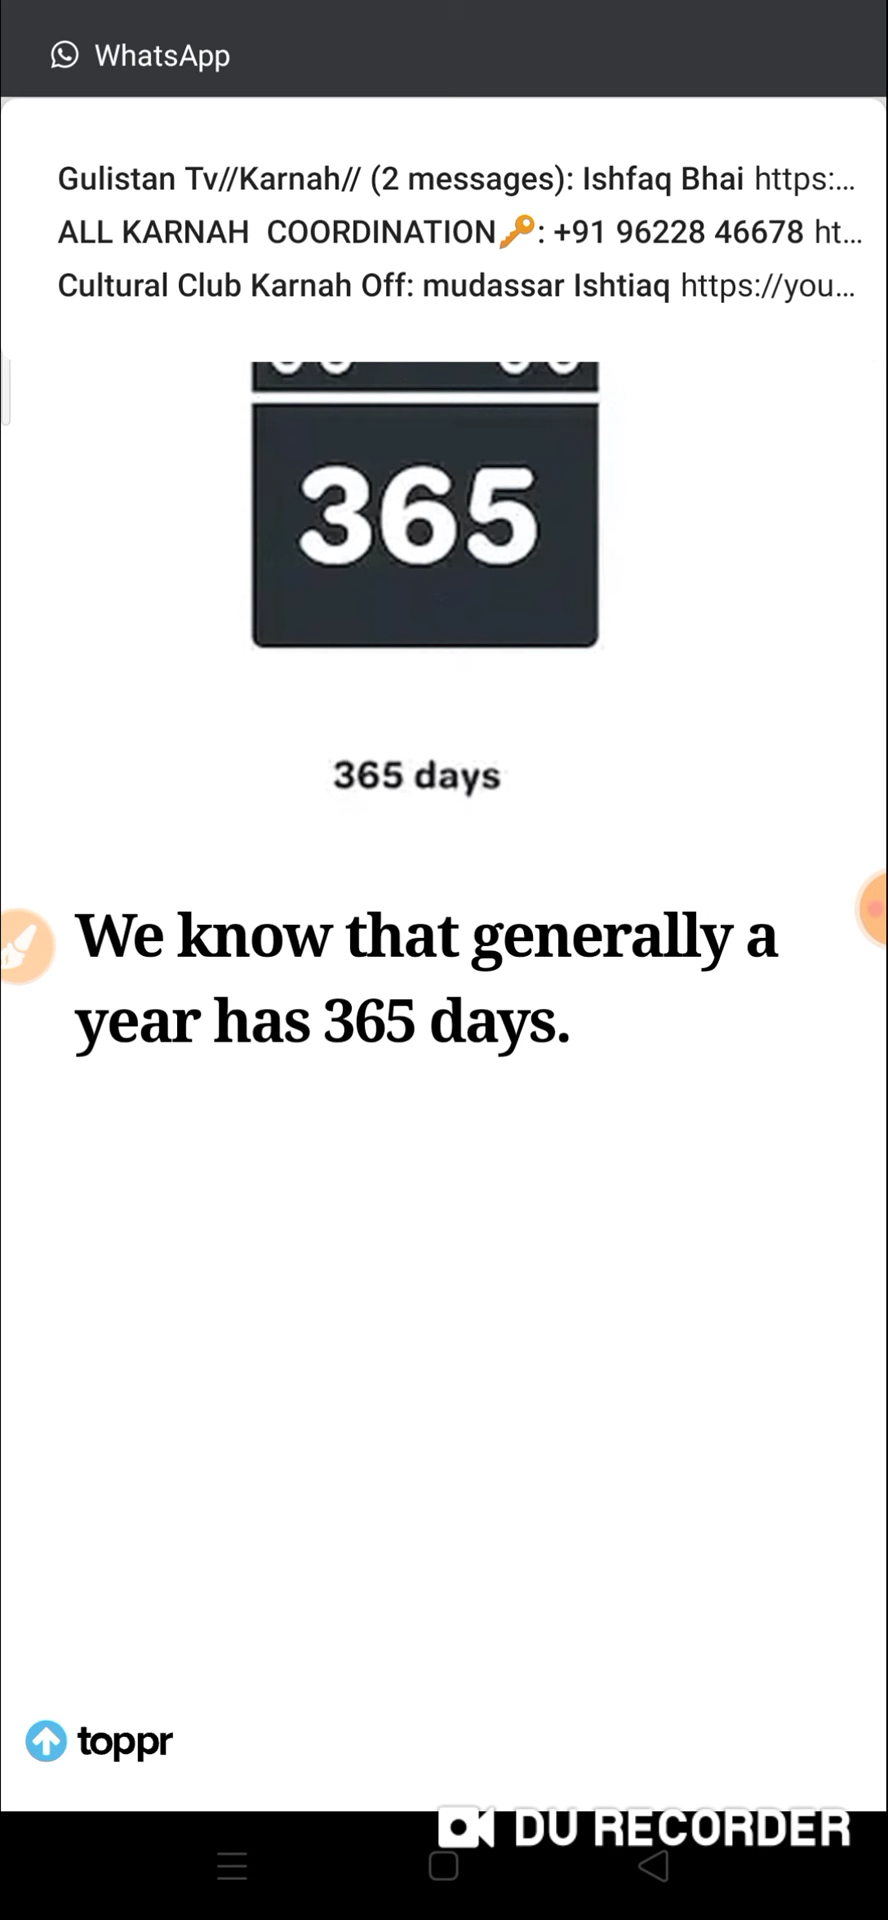 WhatsApp
Gulistan Tv//Karnah// (2 messages): Ishfaq Bhai https:...
ALL KARNAH COORDINATION🔑: +91 96228 46678 ht...
Cultural Club Karnah Off: mudassar Ishtiaq https://you...
365
365 days
We know that generally a
year has 365 days.
toppr
DU RECORDER